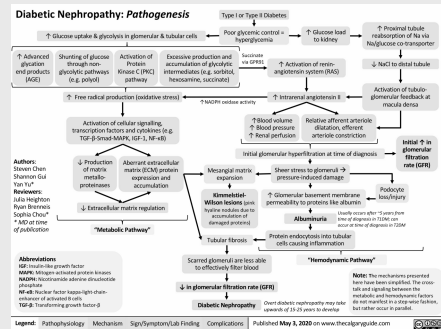 Diabetic Nephropathy: Pathogenesis
Type I or Type II Diabetes
↑ Glucose uptake & glycolysis in glomerular & tubular cells
Poor glycemic control =
hyperglycemia
↑ Glucose load
to kidney
↑ Proximal tubule
reabsorption of Na via
Na/glucose co-transporter
↑ Advanced
glycation
end products
(AGE)
Shunting of glucose
through non-
glycolytic pathways
(e.g. polyol)
Activation of
Protein
Kinase C (PKC)
pathway
Excessive production and
accumulation of glycolytic
intermediates (e.g. sorbitol,
hexosamine, succinate)
Succinate
via GPR91
↑ Activation of renin-
angiotensin system (RAS)
↓ NaCl to distal tubule
↑ Free radical production (oxidative stress)
↑NADPH oxidase activity
↑ Intrarenal angiotensin II
Activation of tubulo-
glomerular feedback at
macula densa
Activation of cellular signalling,
transcription factors and cytokines (e.g.
TGF-β-Smad-MAPK, IGF-1, NF-κB)
↑Blood volume
↑ Blood pressure
↑ Renal perfusion
Relative afferent arteriole
dilatation, efferent
arteriole constriction
Initial glomerular hyperfiltration at time of diagnosis
Initial ↑ in
glomerular
filtration
rate (GFR)
Authors:
Steven Chen
Shannon Gui
Yan Yu*
Reviewers:
Julia Heighton
Ryan Brenneis
Sophia Chou*
* MD at time
of publication
↓ Production
of matrix
metallo-
proteinases
Aberrant extracellular
matrix (ECM) protein
expression and
accumulation
Mesangial matrix
expansion
Shear stress to glomeruli →
pressure-induced damage
Kimmelstiel-
Wilson lesions (pink
hyaline nodules due to
accumulation of
damaged proteins)
↑ Glomerular basement membrane
permeability to proteins like albumin
Podocyte
loss/injury
↓ Extracellular matrix regulation
"Metabolic Pathway"
Albuminuria
Usually occurs after ~5 years from
time of diagnosis in T1DM; can
occur at time of diagnosis in T2DM
Tubular fibrosis
Protein endocytosis into tubular
cells causing inflammation
"Hemodynamic Pathway"
Abbreviations
IGF: Insulin-like growth factor
MAPK: Mitogen-activated protein kinases
NADPH: Nicotinamide adenine dinucleotide
phosphate
NF-κB: Nuclear factor kappa-light-chain-
enhancer of activated B cells
TGF-β: Transforming growth factor-β
Scarred glomeruli are less able
to effectively filter blood
↓ in glomerular filtration rate (GFR)
Diabetic Nephropathy
Overt diabetic nephropathy may take
upwards of 15-25 years to develop
Note: The mechanisms presented
here have been simplified. The cross-
talk and signaling between the
metabolic and hemodynamic factors
do not manifest in a step-wise fashion
but rather occur in parallel.
Legend: Pathophysiology Mechanism Sign/Symptom/Lab Finding Complications Published May 3, 2020 on www.thecalgaryguide.com